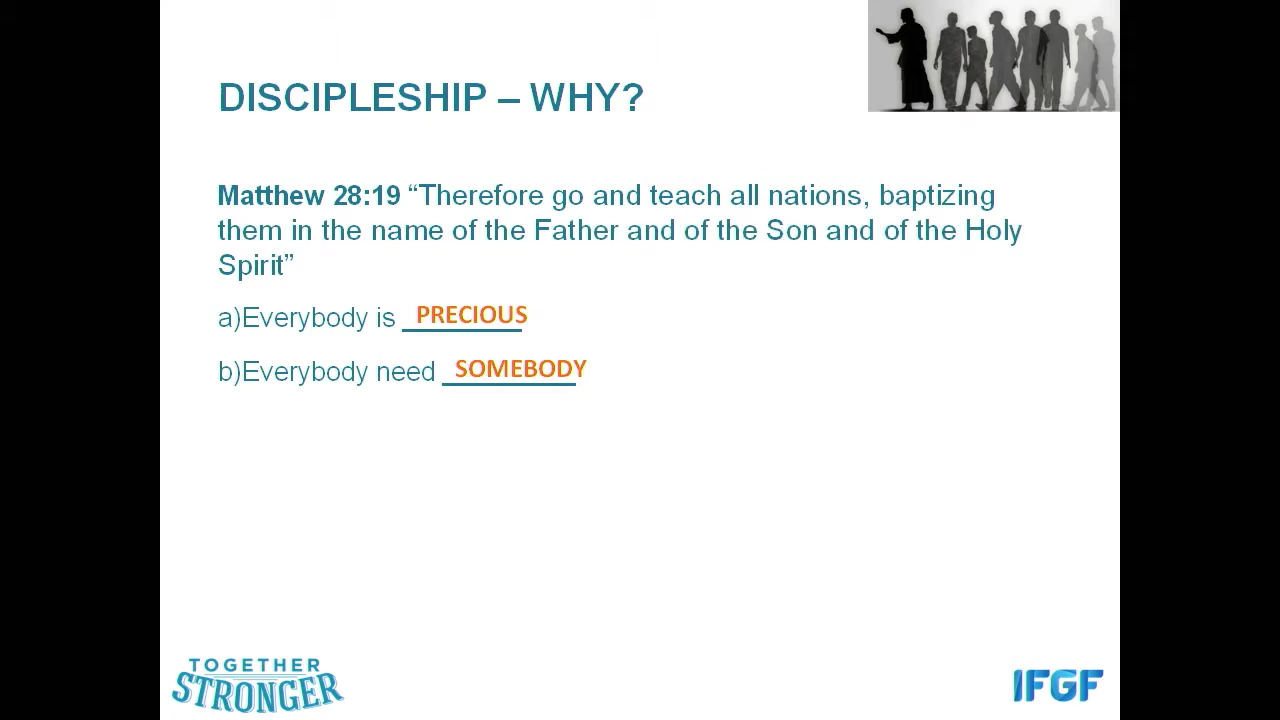 DISCIPLESHIP – WHY?
Matthew 28:19 “Therefore go and teach all nations, baptizing
them in the name of the Father and of the Son and of the Holy
Spirit”
a)Everybody is PRECIOUS
b)Everybody need SOMEBODY
TOGETHER
STRONGER
IFGF